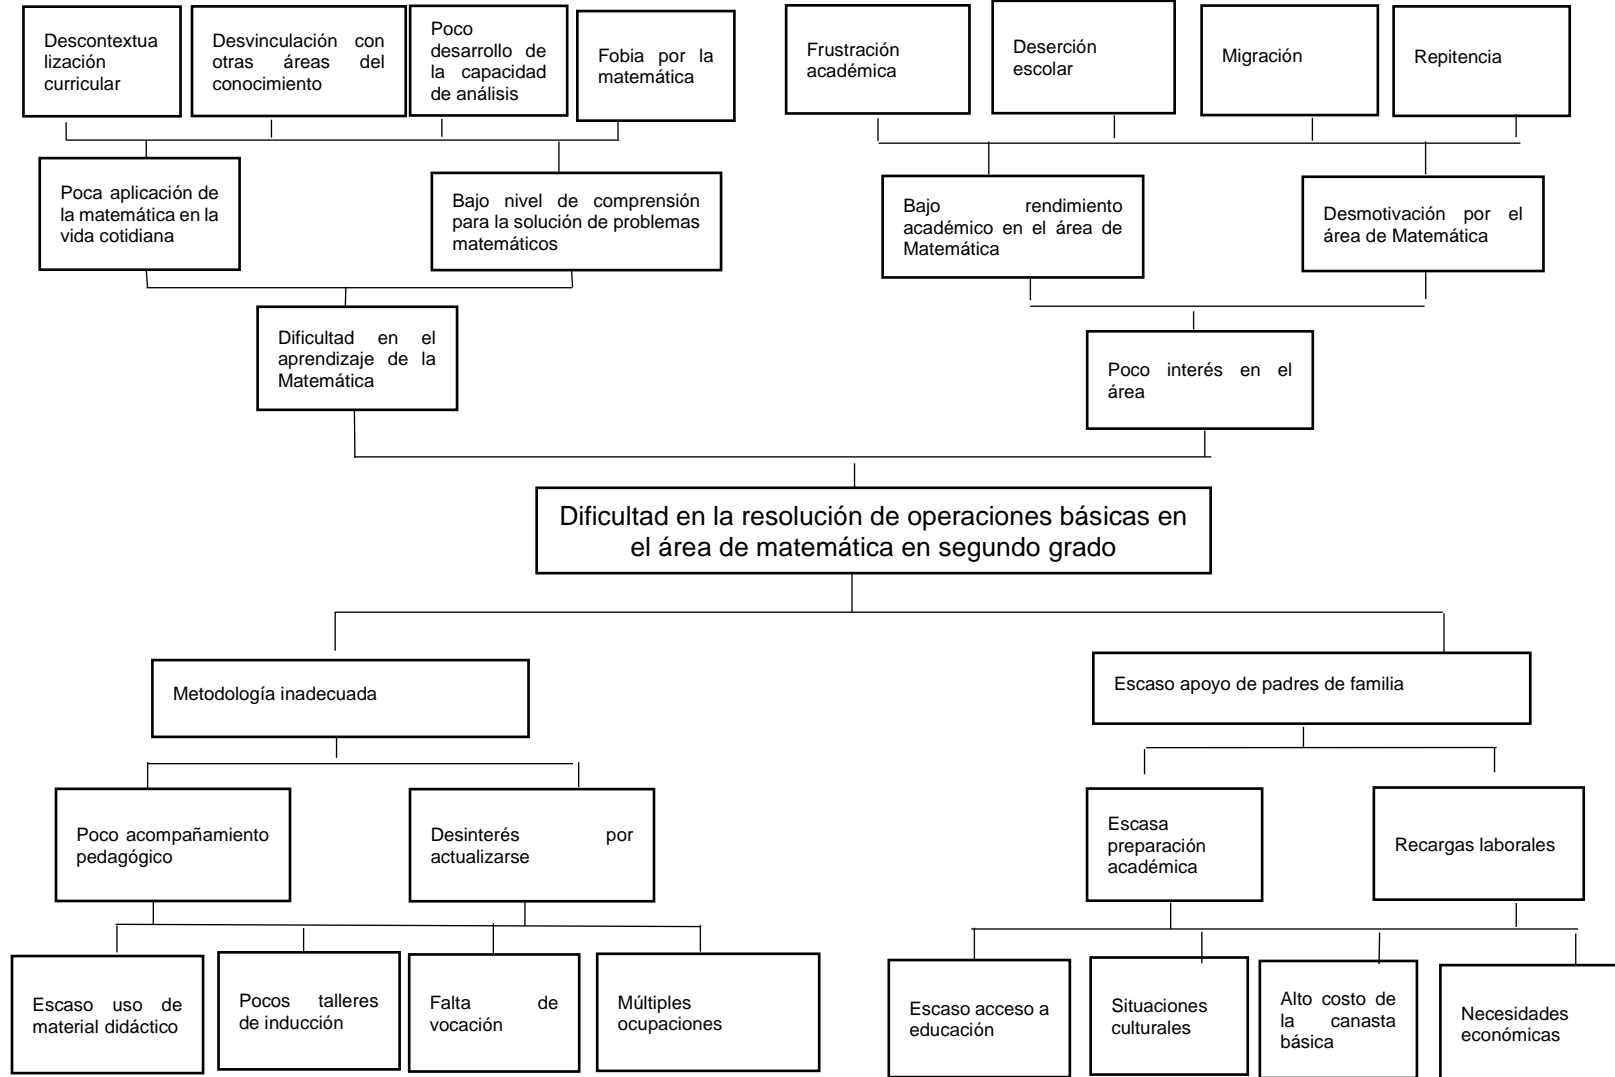 Descontextua
lización
curricular
Desvinculación con
otras áreas del
conocimiento
Poco
desarrollo de
la capacidad
de análisis
Fobia por la
matemática
Frustración
académica
Deserción
escolar
Migración
Repitencia
Poca aplicación de
la matemática en la
vida cotidiana
Bajo nivel de comprensión
para la solución de problemas
matemáticos
Bajo rendimiento
académico en el área de
Matemática
Desmotivación por el
área de Matemática
Dificultad en el
aprendizaje de la
Matemática
Poco interés en el
área
Dificultad en la resolución de operaciones básicas en
el área de matemática en segundo grado
Metodología inadecuada
Escaso apoyo de padres de familia
Poco acompañamiento
pedagógico
Desinterés por
actualizarse
Escasa
preparación
académica
Recargas laborales
Escaso uso de
material didáctico
Pocos talleres
de inducción
Falta de
vocación
Múltiples
ocupaciones
Escaso acceso a
educación
Situaciones
culturales
Alto costo de
la canasta
básica
Necesidades
económicas